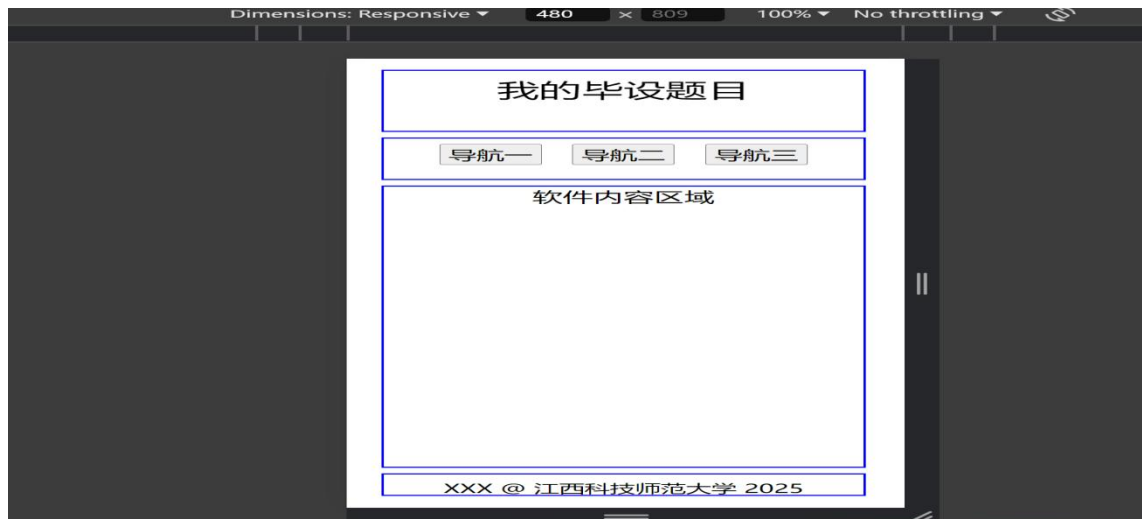 Dimensions: Responsive 480 × 809 100% No throttling
我的毕设题目
导航一 导航二 导航三
软件内容区域
XXX @ 江西科技师范大学 2025